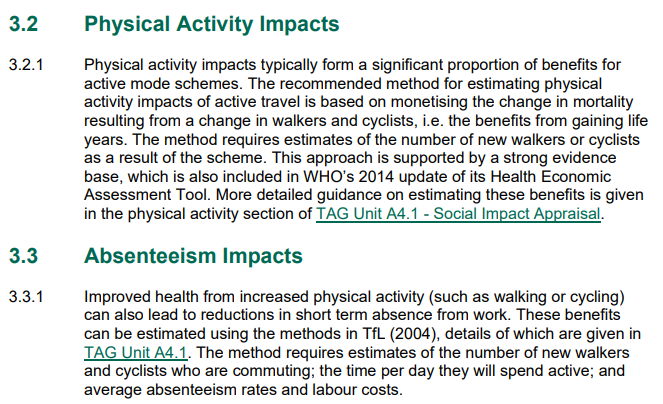 3.2 Physical Activity Impacts
3.2.1 Physical activity impacts typically form a significant proportion of benefits for
active mode schemes. The recommended method for estimating physical
activity impacts of active travel is based on monetising the change in mortality
resulting from a change in walkers and cyclists, i.e. the benefits from gaining life
years. The method requires estimates of the number of new walkers or cyclists
as a result of the scheme. This approach is supported by a strong evidence
base, which is also included in WHO's 2014 update of its Health Economic
Assessment Tool. More detailed guidance on estimating these benefits is given
in the physical activity section of TAG Unit A4.1 - Social Impact Appraisal.
3.3 Absenteeism Impacts
3.3.1 Improved health from increased physical activity (such as walking or cycling)
can also lead to reductions in short term absence from work. These benefits
can be estimated using the methods in TfL (2004), details of which are given in
TAG Unit A4.1. The method requires estimates of the number of new walkers
and cyclists who are commuting; the time per day they will spend active; and
average absenteeism rates and labour costs.